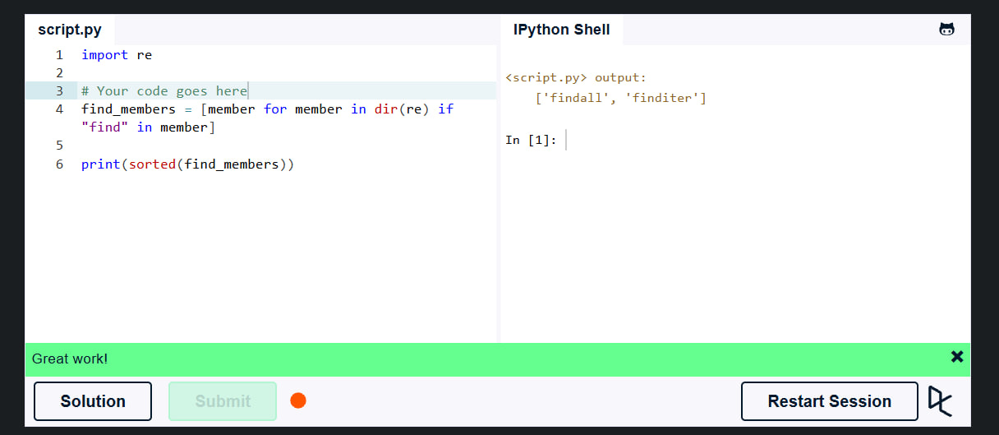 script.py
1 import re
2
3 # Your code goes here
4 find_members = [member for member in dir(re) if
"find" in member]
5
6 print(sorted(find_members))
IPython Shell
<script.py> output:
    ['findall', 'finditer']
In [1]:
Great work!
Solution
Submit
Restart Session